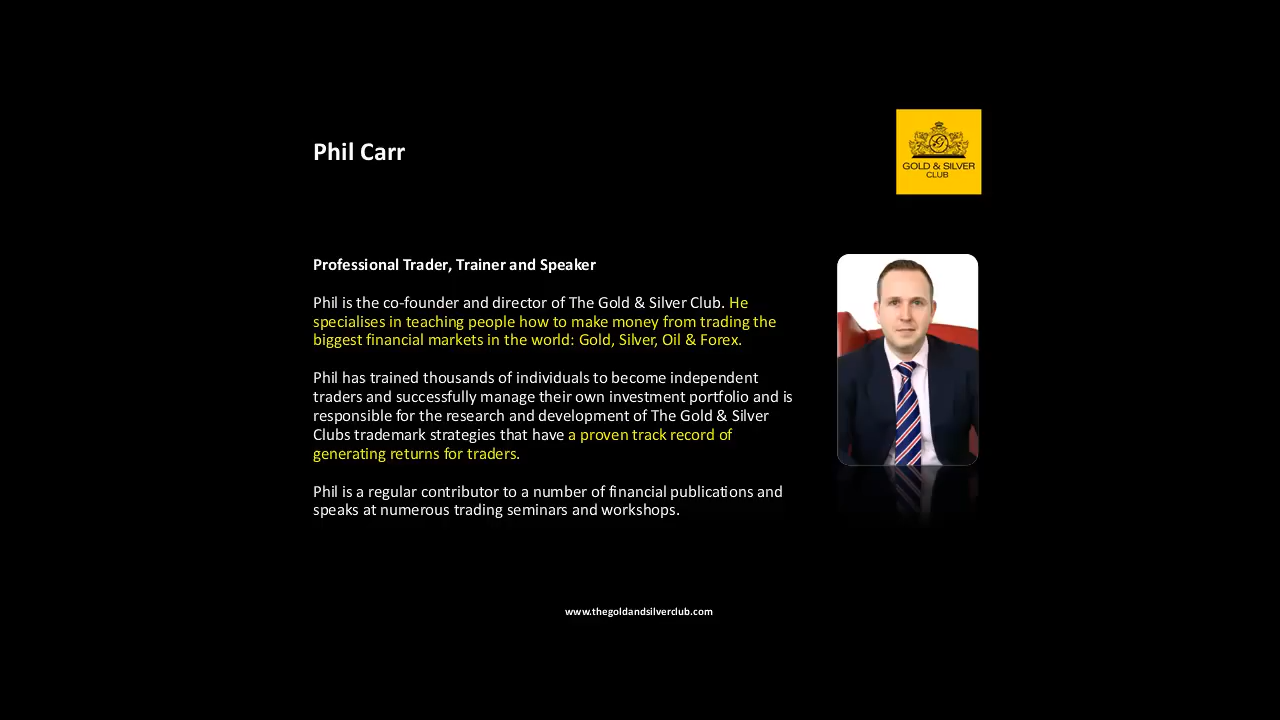 Phil Carr
GOLD & SILVER
CLUB
Professional Trader, Trainer and Speaker
Phil is the co-founder and director of The Gold & Silver Club. He
specialises in teaching people how to make money from trading the
biggest financial markets in the world: Gold, Silver, Oil & Forex.
Phil has trained thousands of individuals to become independent
traders and successfully manage their own investment portfolio and is
responsible for the research and development of The Gold & Silver
Clubs trademark strategies that have a proven track record of
generating returns for traders.
Phil is a regular contributor to a number of financial publications and
speaks at numerous trading seminars and workshops.
www.thegoldandsilverclub.com